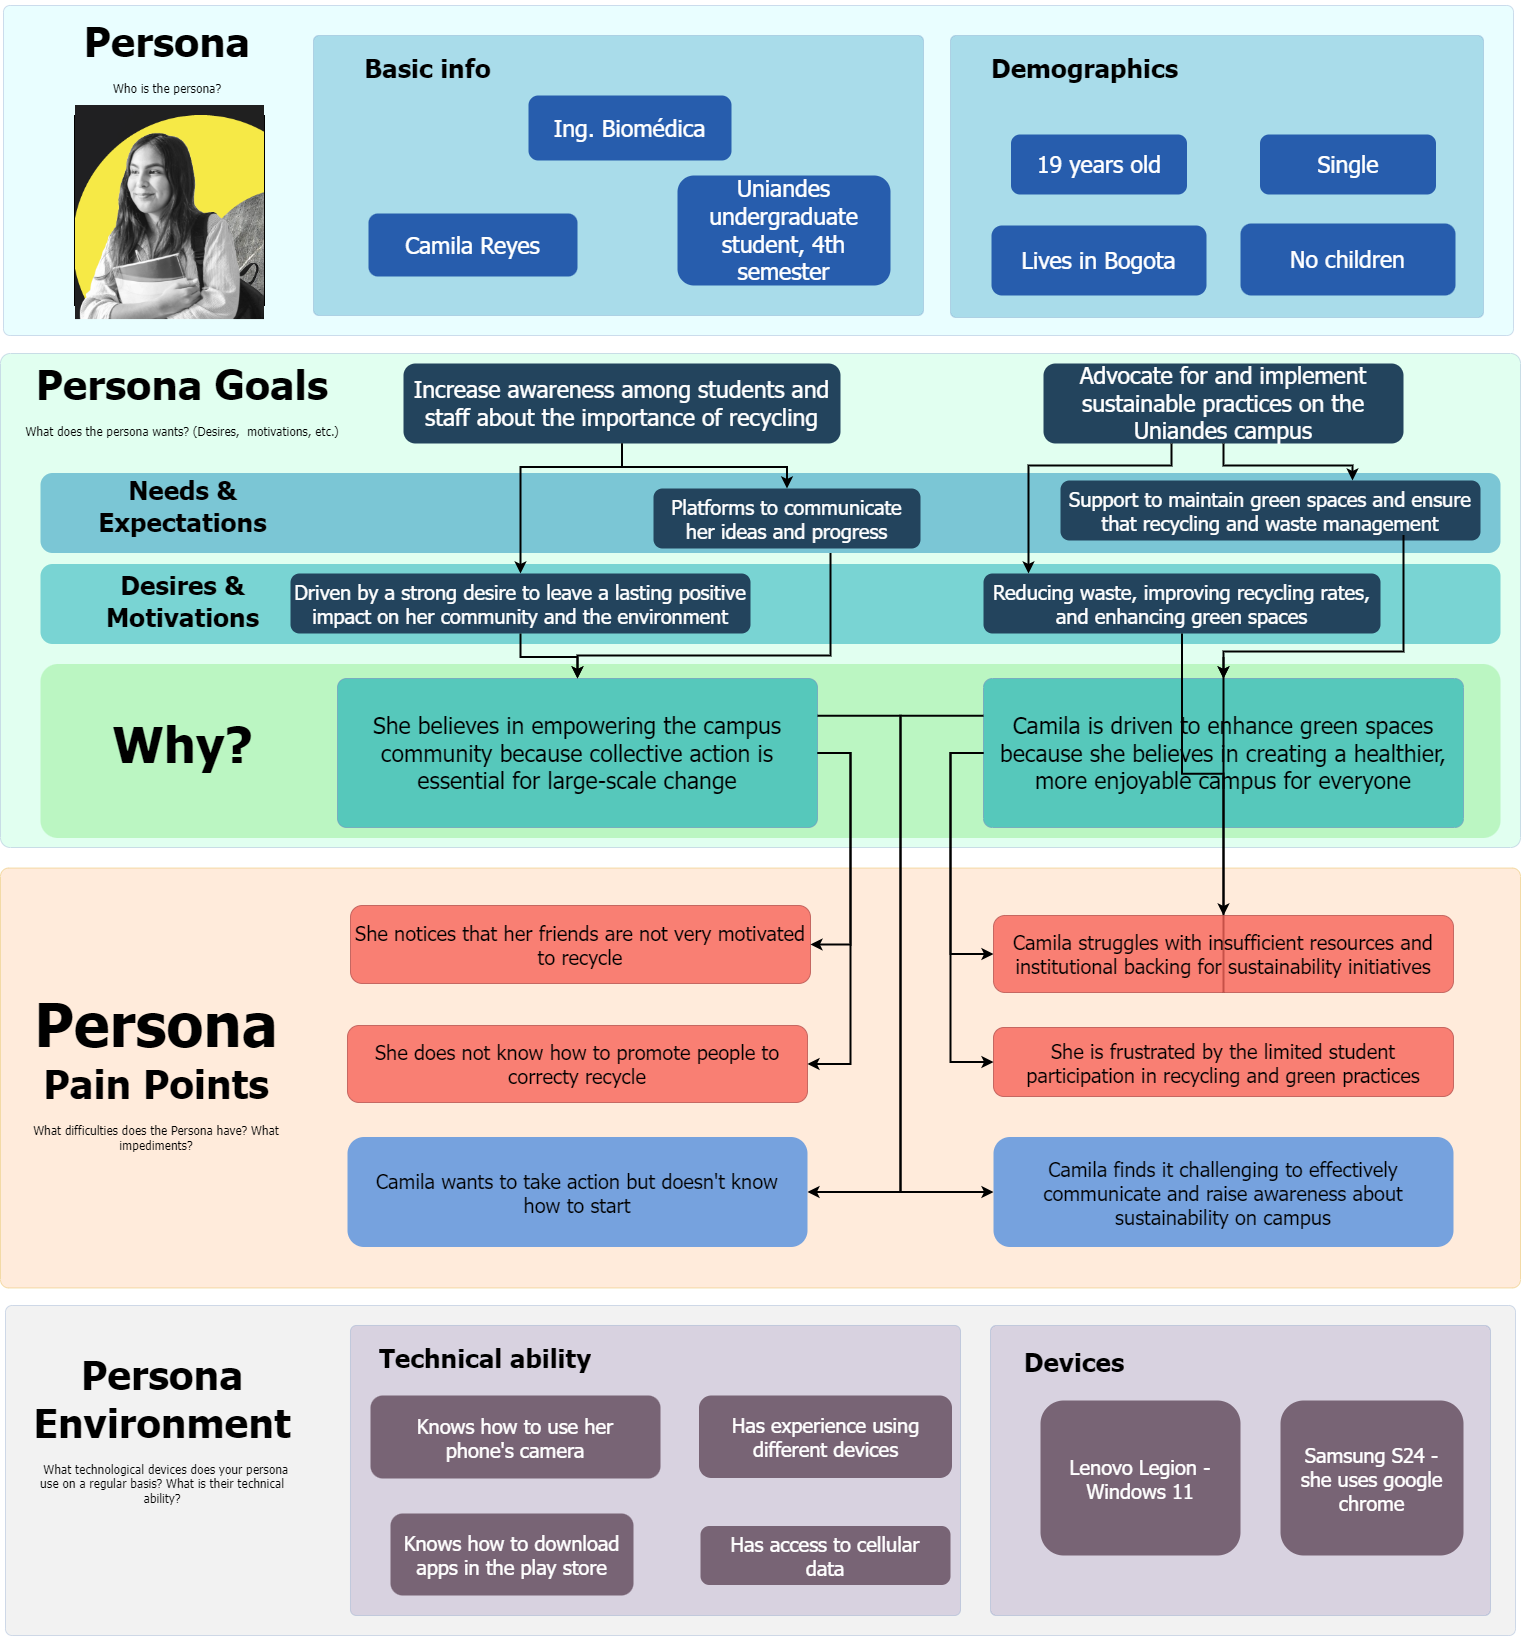 Persona
Who is the persona?
Basic info
Ing. Biomédica
Uniandes
undergraduate
student, 4th
semester
Camila Reyes
Demographics
19 years old
Single
Lives in Bogota
No children
Persona Goals
What does the persona wants? (Desires,  motivations, etc.)
Increase awareness among students and
staff about the importance of recycling
Advocate for and implement
sustainable practices on the
Uniandes campus
Needs &
Expectations
Platforms to communicate
her ideas and progress
Support to maintain green spaces and ensure
that recycling and waste management
Desires &
Motivations
Driven by a strong desire to leave a lasting positive
impact on her community and the environment
Reducing waste, improving recycling rates,
and enhancing green spaces
Why?
She believes in empowering the campus
community because collective action is
essential for large-scale change
Camila is driven to enhance green spaces
because she believes in creating a healthier,
more enjoyable campus for everyone
Persona
Pain Points
What difficulties does the Persona have? What
impediments?
She notices that her friends are not very motivated
to recycle
Camila struggles with insufficient resources and
institutional backing for sustainability initiatives
She does not know how to promote people to
correcty recycle
She is frustrated by the limited student
participation in recycling and green practices
Camila wants to take action but doesn't know
how to start
Camila finds it challenging to effectively
communicate and raise awareness about
sustainability on campus
Persona
Environment
What technological devices does your persona
use on a regular basis? What is their technical
ability?
Technical ability
Knows how to use her
phone's camera
Has experience using
different devices
Knows how to download
apps in the play store
Has access to cellular
data
Devices
Lenovo Legion -
Windows 11
Samsung S24 -
she uses google
chrome